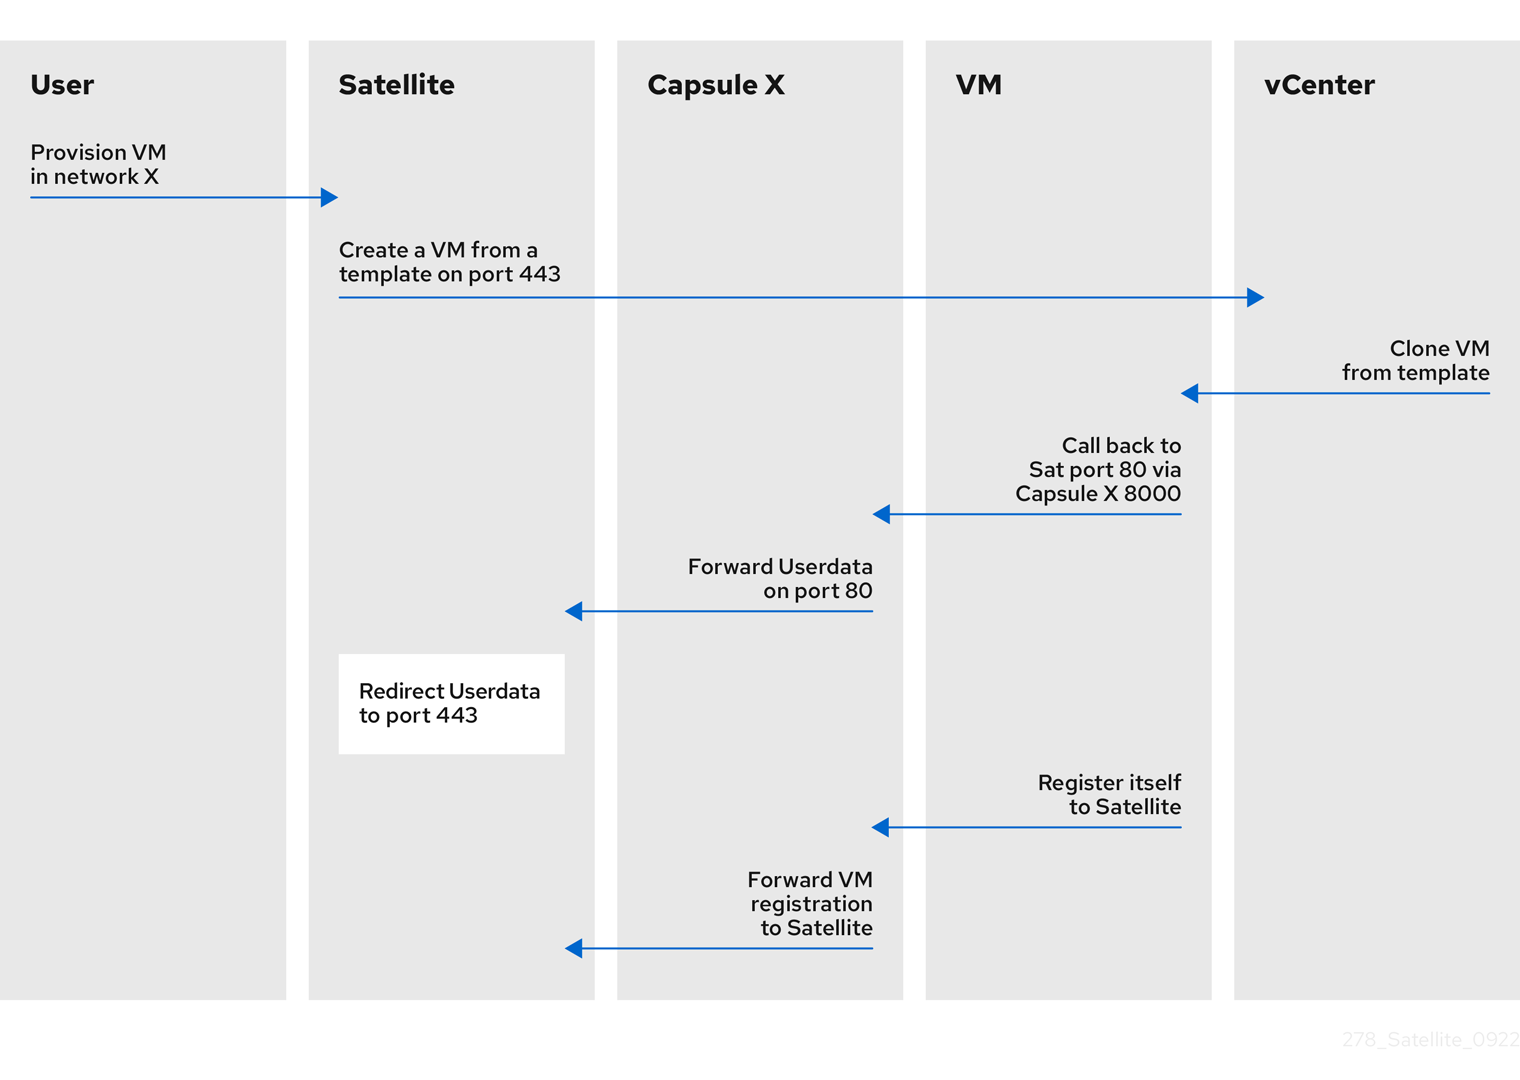 User
Satellite
Capsule X
VM
vCenter
Provision VM
in network X
Create a VM from a
template on port 443
Clone VM
from template
Call back to
Sat port 80 via
Capsule X 8000
Forward Userdata
on port 80
Redirect Userdata
to port 443
Register itself
to Satellite
Forward VM
registration
to Satellite
278_Satellite_0922